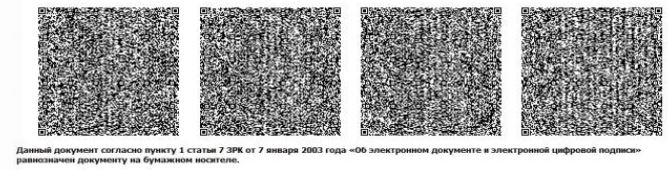 Данный документ согласно пункту 1 статьи 7 ЗРК от 7 января 2003 года «Об электронном документе и электронной цифровой подписи»
равнозначен документу на бумажном носителе.